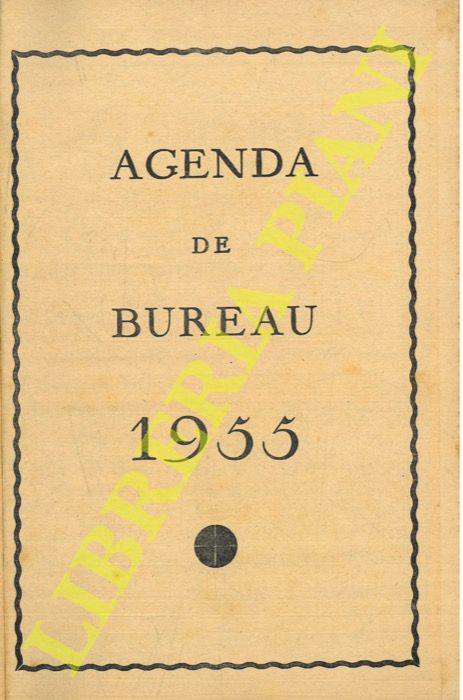 AGENDA
DE
BUREAU
1955
LIBRERIA PIANI